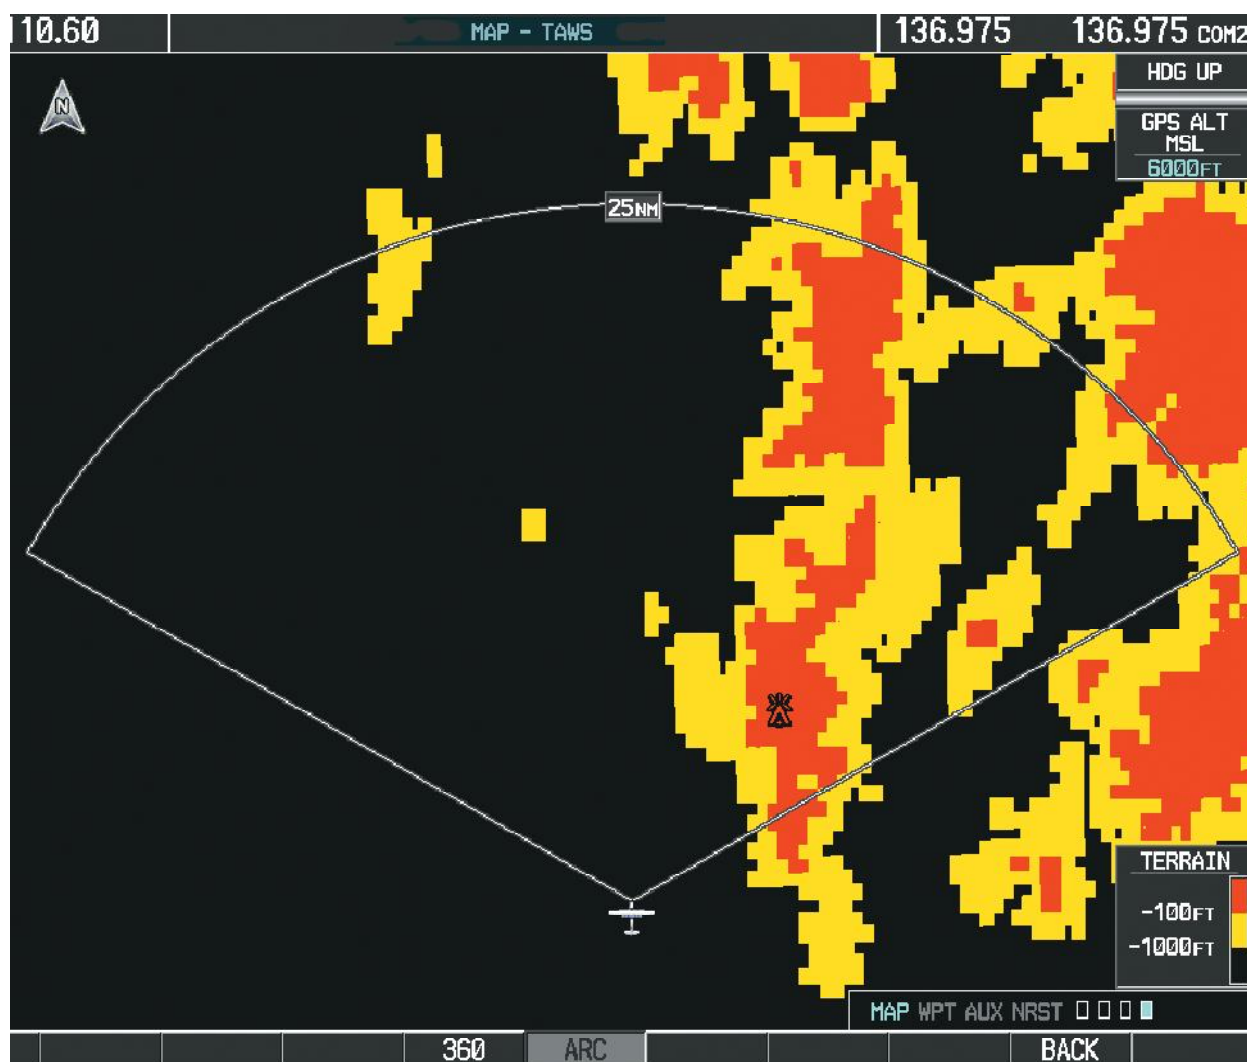 10.60 MAP - TAWS 136.975 136.975 COM2
HDG UP
N
GPS ALT
MSL
6000FT
25NM
TERRAIN
-100FT
-1000FT
MAP WPT AUX NRST
360 ARC BACK